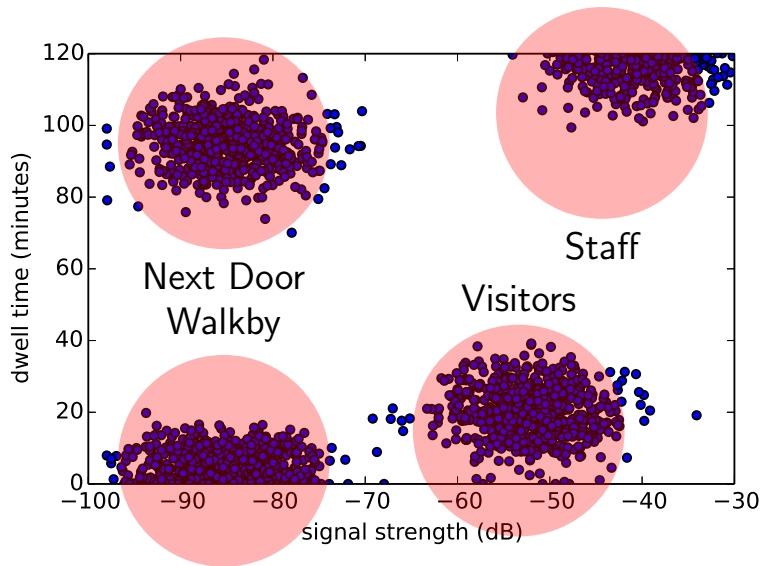 120
100
80
60
40
20
0
dwell time (minutes)
Staff
Next Door
Visitors
Walkby
−100
−90
−80
−70
−60
−50
−40
−30
signal strength (dB)